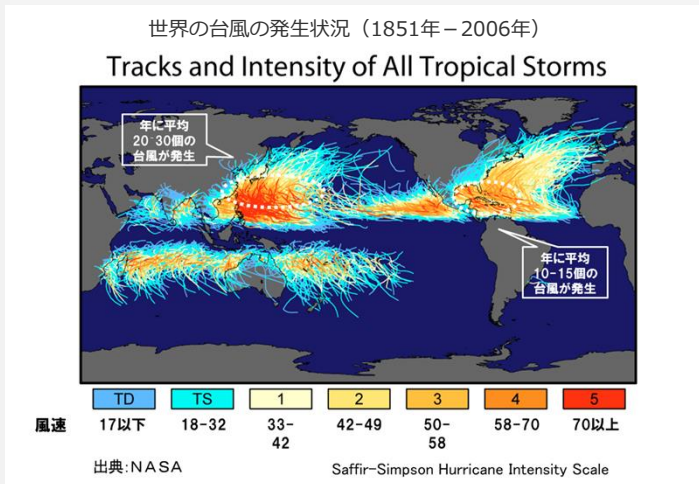 世界の台風の発生状況（1851年－2006年）
Tracks and Intensity of All Tropical Storms
年に平均
20-30個の
台風が発生
年に平均
10-15個の
台風が発生
TD TS 1 2 3 4 5
風速 17以下 18-32 33-42 42-49 50-58 58-70 70以上
出典:NASA Saffir-Simpson Hurricane Intensity Scale